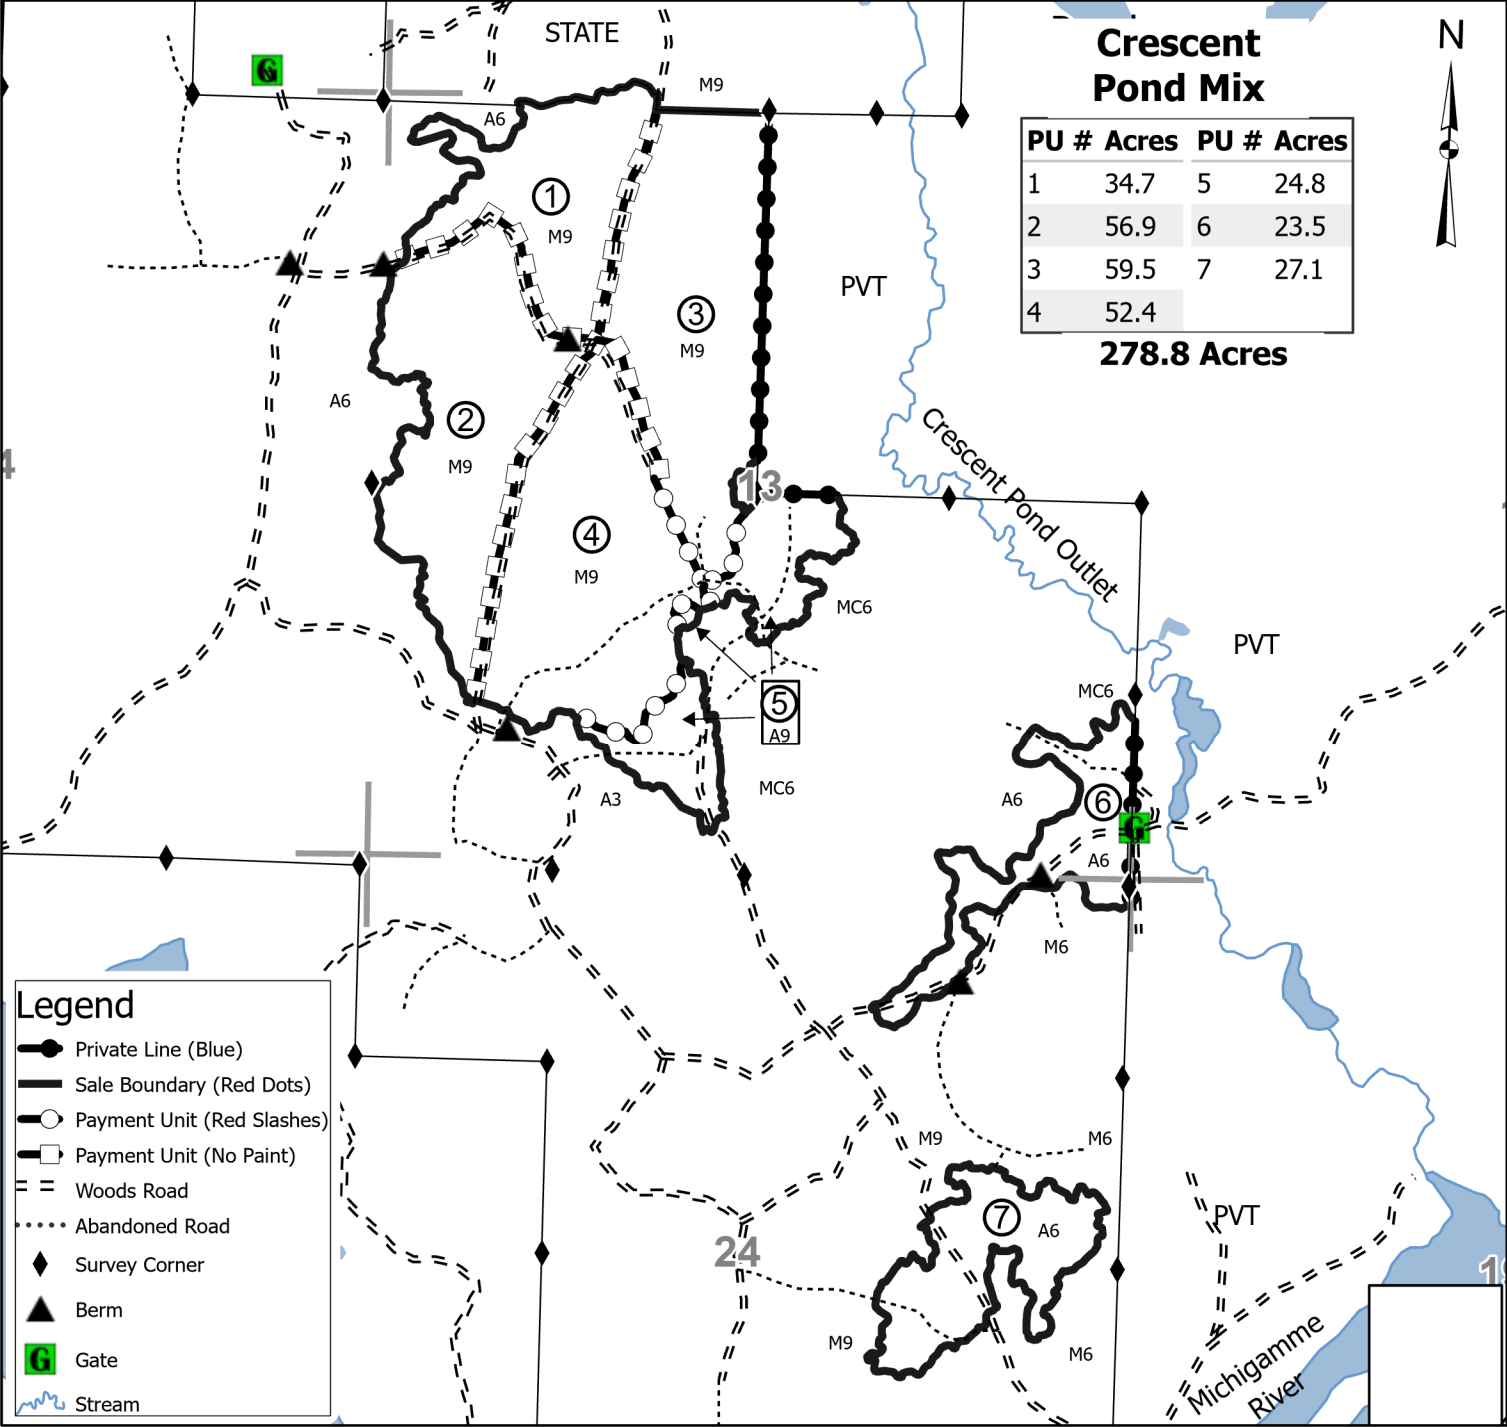 STATE
G
M9
A6
Crescent
Pond Mix
N
PU # Acres PU # Acres
1 34.7 5 24.8
2 56.9 6 23.5
3 59.5 7 27.1
4 52.4
278.8 Acres
1
M9
PVT
3
M9
A6
2
M9
4
13
Crescent Pond Outlet
4
M9
MC6
PVT
5
A9
MC6
A6
6
G
A6
A3
MC6
M6
M9
M6
7
A6
PVT
24
M9
M6
Michigamme
River
Legend
Private Line (Blue)
Sale Boundary (Red Dots)
Payment Unit (Red Slashes)
Payment Unit (No Paint)
Woods Road
Abandoned Road
Survey Corner
Berm
G Gate
Stream